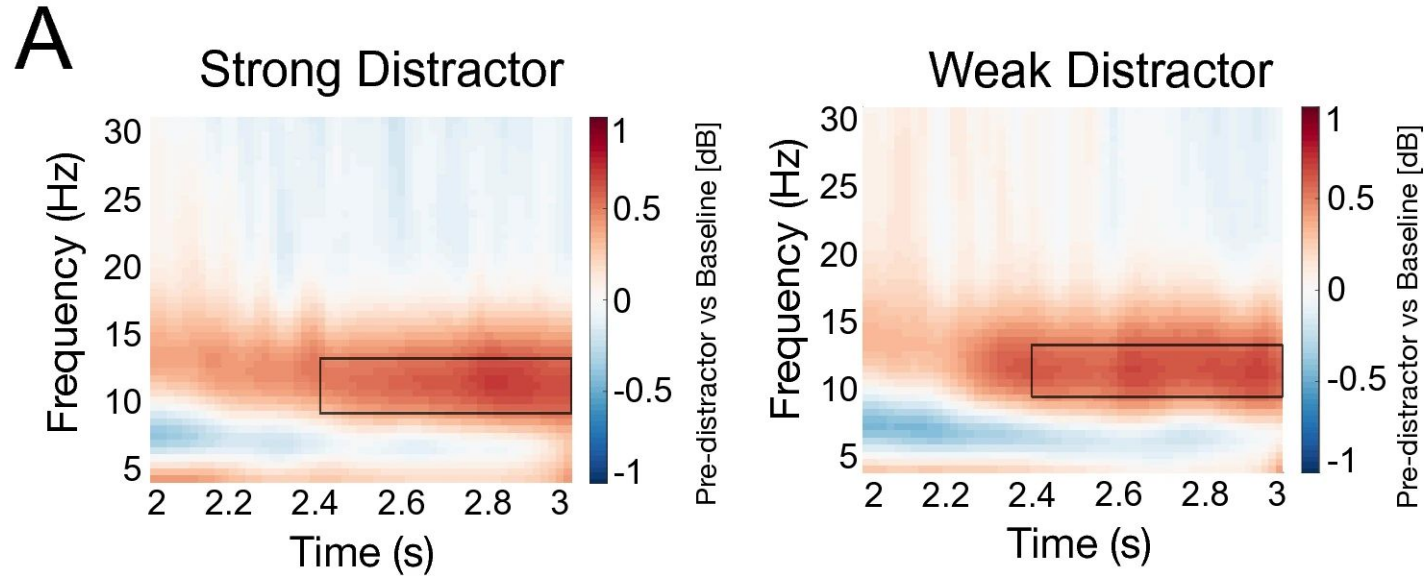 A
Strong Distractor
Frequency (Hz)
30
25
20
15
10
5
2 2.2 2.4 2.6 2.8 3
Time (s)
1
0.5
0
-0.5
-1
Pre-distractor vs Baseline [dB]
Weak Distractor
Frequency (Hz)
30
25
20
15
10
5
2 2.2 2.4 2.6 2.8 3
Time (s)
1
0.5
0
-0.5
-1
Pre-distractor vs Baseline [dB]